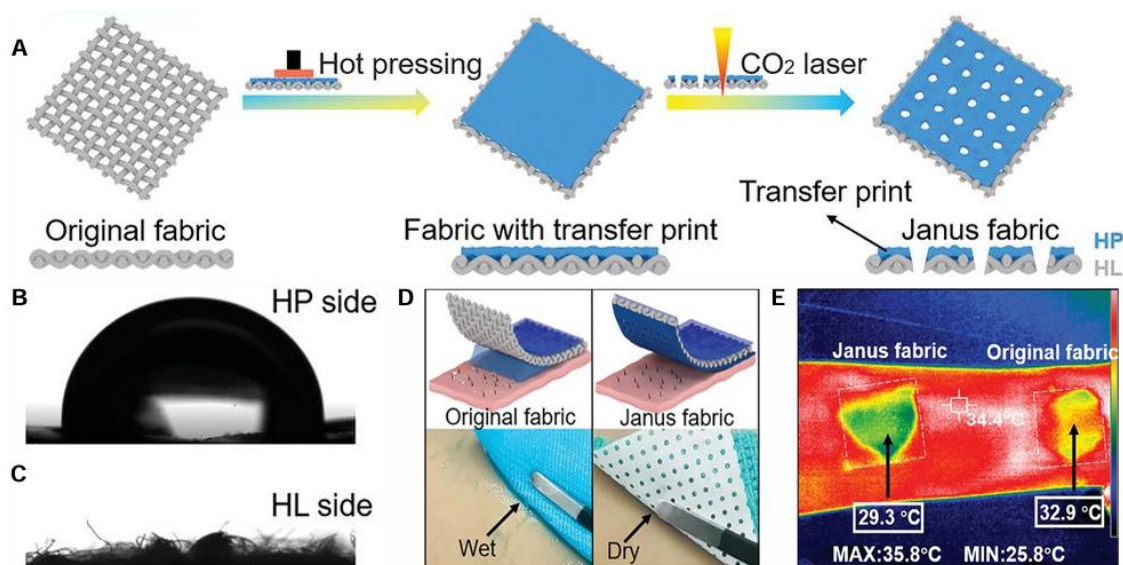 A
Hot pressing
CO₂ laser
Transfer print
Original fabric
Fabric with transfer print
Janus fabric
HP
HL
B
HP side
C
HL side
D
Original fabric
Janus fabric
Wet
Dry
E
Janus fabric
Original fabric
34.4°C
29.3 °C
32.9 °C
MAX:35.8°C MIN:25.8°C